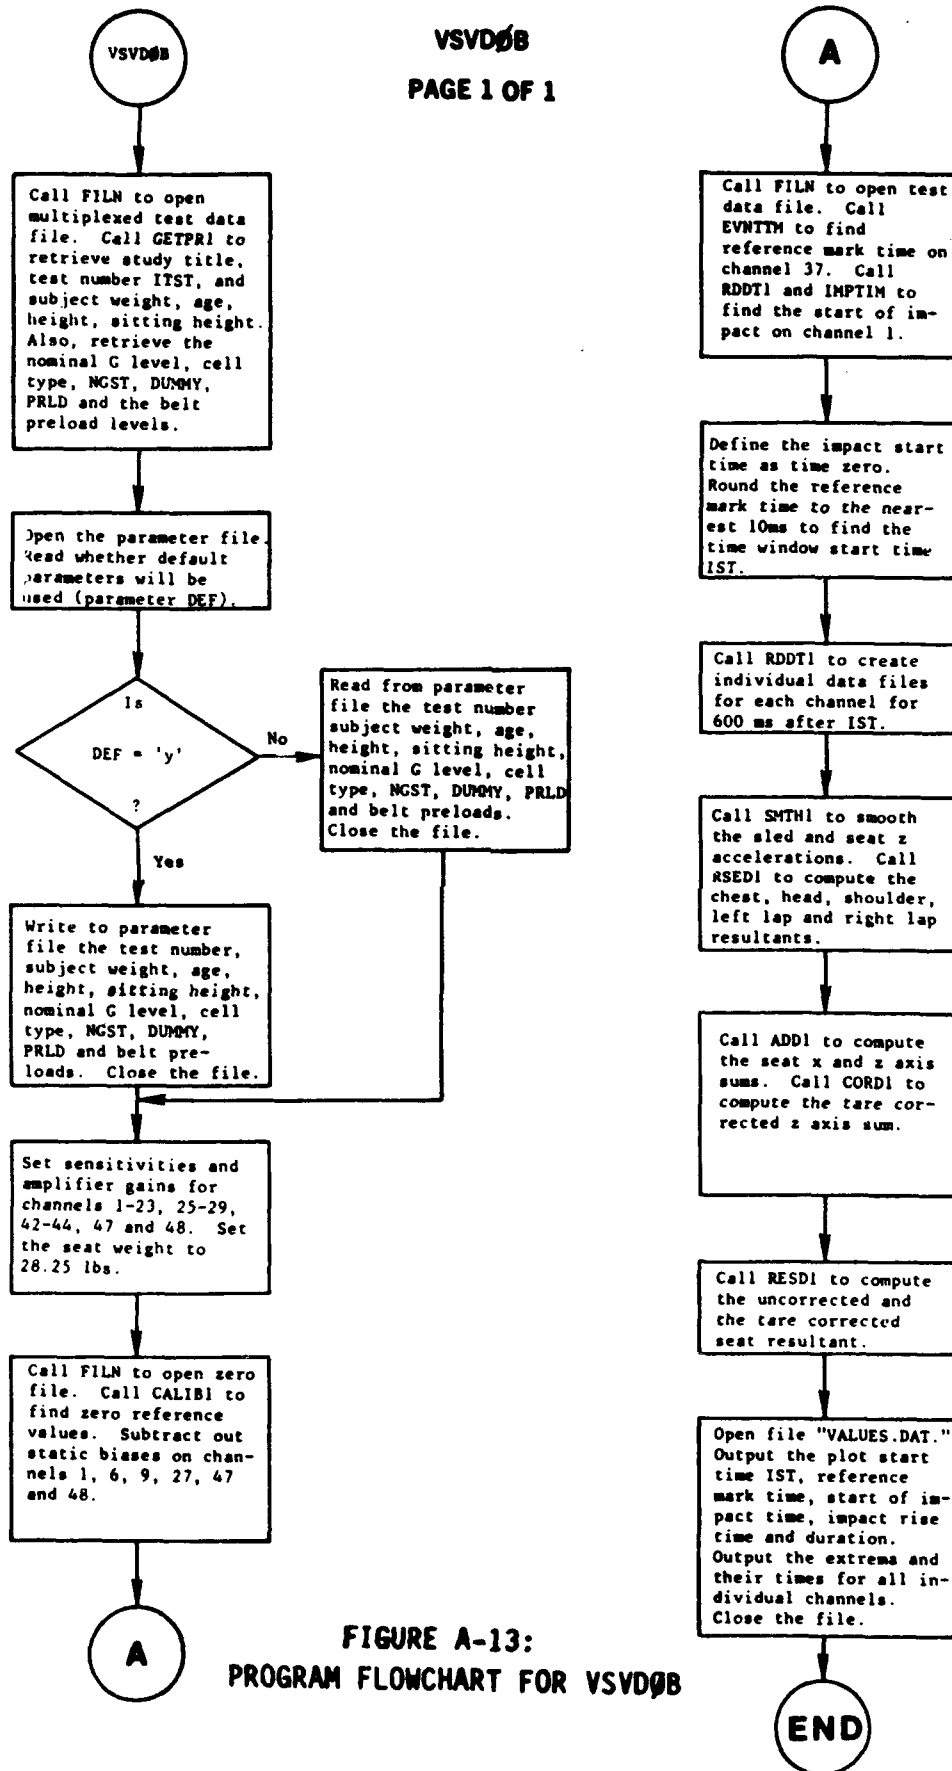 VSVDØB
PAGE 1 OF 1
VSVDØB
Call FILN to open
multiplexed test data
file. Call GETPR1 to
retrieve study title,
test number ITST, and
subject weight, age,
height, sitting height.
Also, retrieve the
nominal G level, cell
type, NGST, DUMMY,
PRLD and the belt
preload levels.
Open the parameter file.
Read whether default
parameters will be
used (parameter DEF).
Is
DEF = 'y'
?
No
Yes
Read from parameter
file the test number
subject weight, age,
height, sitting height,
nominal G level, cell
type, NGST, DUMMY, PRLD
and belt preloads.
Close the file.
Write to parameter
file the test number,
subject weight, age,
height, sitting height,
nominal G level, cell
type, NGST, DUMMY,
PRLD and belt pre-
loads. Close the file.
Set sensitivities and
amplifier gains for
channels 1-23, 25-29,
42-44, 47 and 48. Set
the seat weight to
28.25 lbs.
Call FILN to open zero
file. Call CALIB1 to
find zero reference
values. Subtract out
static biases on chan-
nels 1, 6, 9, 27, 47
and 48.
A
A
Call FILN to open test
data file. Call
EVNTTM to find
reference mark time on
channel 37. Call
RDDT1 and IMPTIM to
find the start of im-
pact on channel 1.
Define the impact start
time as time zero.
Round the reference
mark time to the near-
est 10ms to find the
time window start time
IST.
Call RDDT1 to create
individual data files
for each channel for
600 ms after IST.
Call SMTH1 to smooth
the sled and seat z
accelerations. Call
RSED1 to compute the
chest, head, shoulder,
left lap and right lap
resultants.
Call ADD1 to compute
the seat x and z axis
sums. Call CORD1 to
compute the tare cor-
rected z axis sum.
Call RESD1 to compute
the uncorrected and
the tare corrected
seat resultant.
Open file "VALUES.DAT."
Output the plot start
time IST, reference
mark time, start of im-
pact time, impact rise
time and duration.
Output the extrema and
their times for all in-
dividual channels.
Close the file.
END
FIGURE A-13:
PROGRAM FLOWCHART FOR VSVDØB